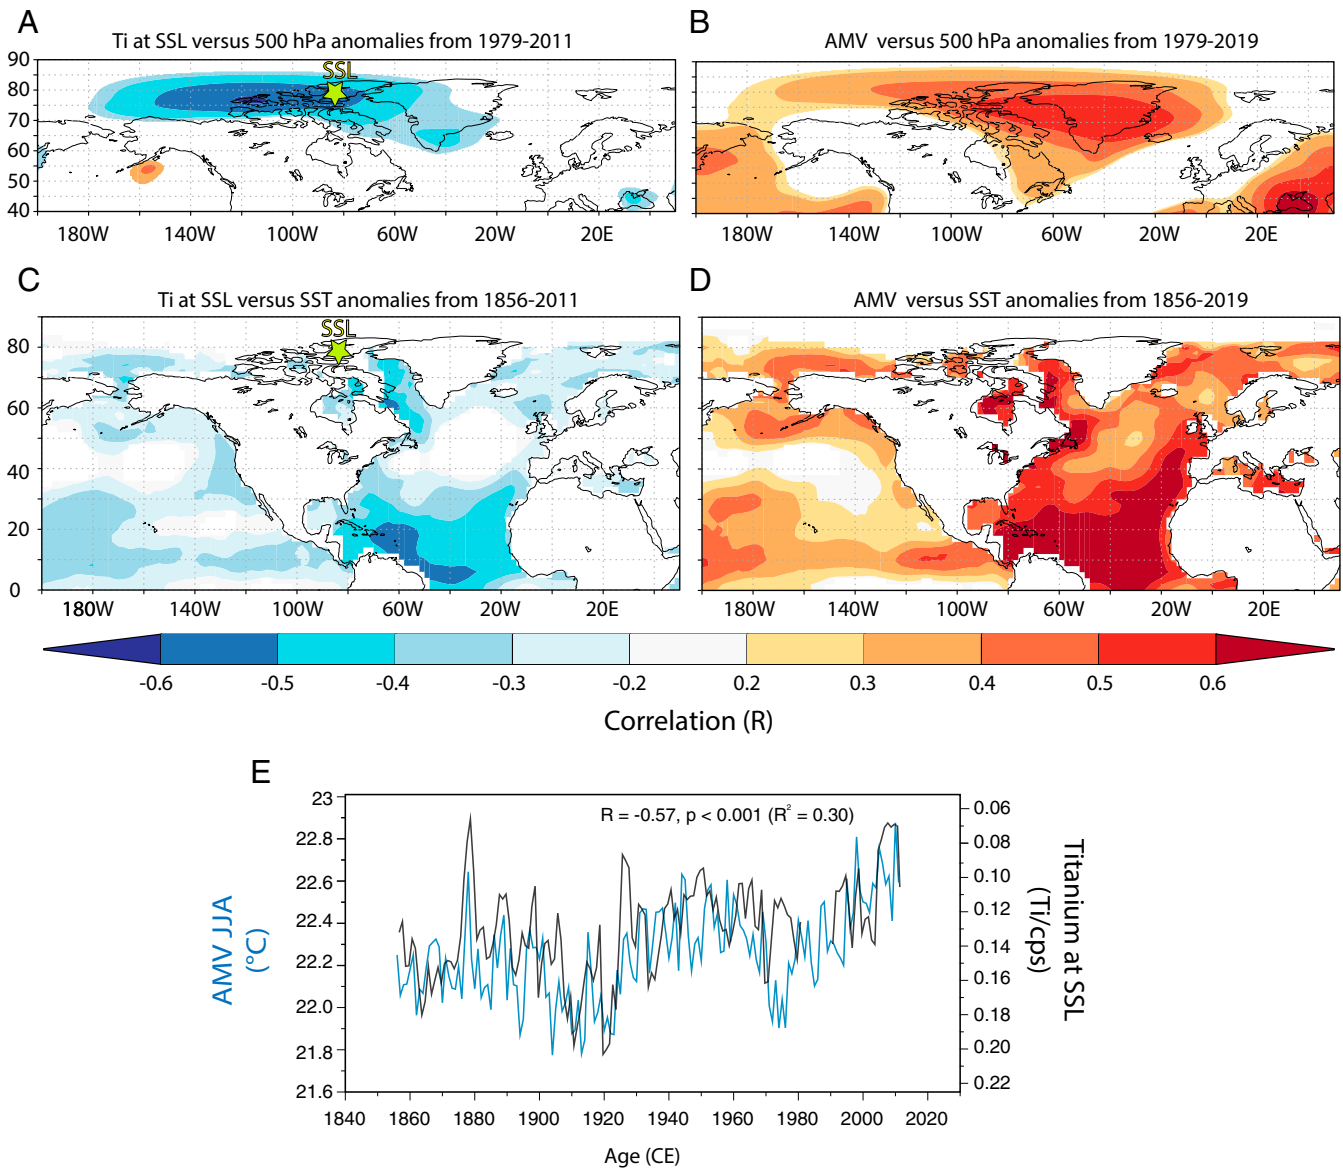 A
Ti at SSL versus 500 hPa anomalies from 1979-2011
SSL
90
80
70
60
50
40
180W 140W 100W 60W 20W 20E
B
AMV versus 500 hPa anomalies from 1979-2019
180W 140W 100W 60W 20W 20E
C
Ti at SSL versus SST anomalies from 1856-2011
SSL
80
60
40
20
0
180W 140W 100W 60W 20W 20E
D
AMV versus SST anomalies from 1856-2019
180W 140W 100W 60W 20W 20E
-0.6 -0.5 -0.4 -0.3 -0.2 0.2 0.3 0.4 0.5 0.6
Correlation (R)
E
R = -0.57, p < 0.001 (R² = 0.30)
AMV JJA
(°C)
23
22.8
22.6
22.4
22.2
22.0
21.8
21.6
0.06
0.08
0.10
0.12
0.14
0.16
0.18
0.20
0.22
Titanium at SSL
(Ti/cps)
1840 1860 1880 1900 1920 1940 1960 1980 2000 2020
Age (CE)